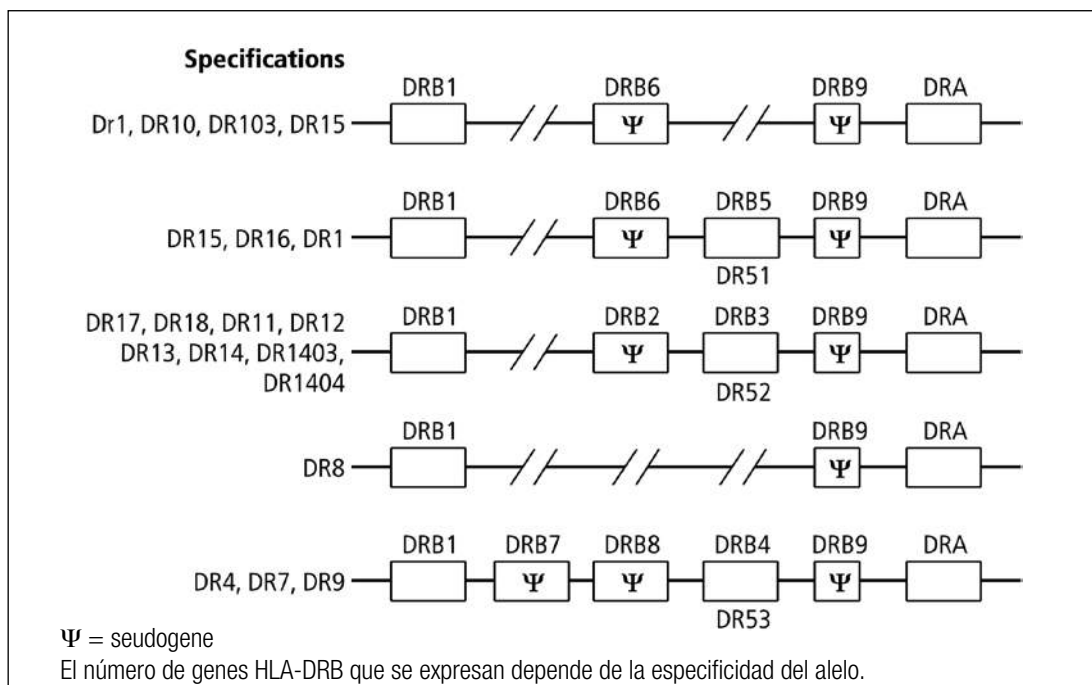 Specifications
DRB1 DRB6 DRB9 DRA
Dr1, DR10, DR103, DR15 Ψ Ψ
DRB1 DRB6 DRB5 DRB9 DRA
DR15, DR16, DR1 Ψ Ψ
DR51
DRB1 DRB2 DRB3 DRB9 DRA
DR17, DR18, DR11, DR12
DR13, DR14, DR1403, Ψ Ψ
DR1404
DR52
DRB1 DRB9 DRA
DR8 Ψ
DRB1 DRB7 DRB8 DRB4 DRB9 DRA
DR4, DR7, DR9 Ψ Ψ Ψ
DR53
Ψ = seudogene
El número de genes HLA-DRB que se expresan depende de la especificidad del alelo.